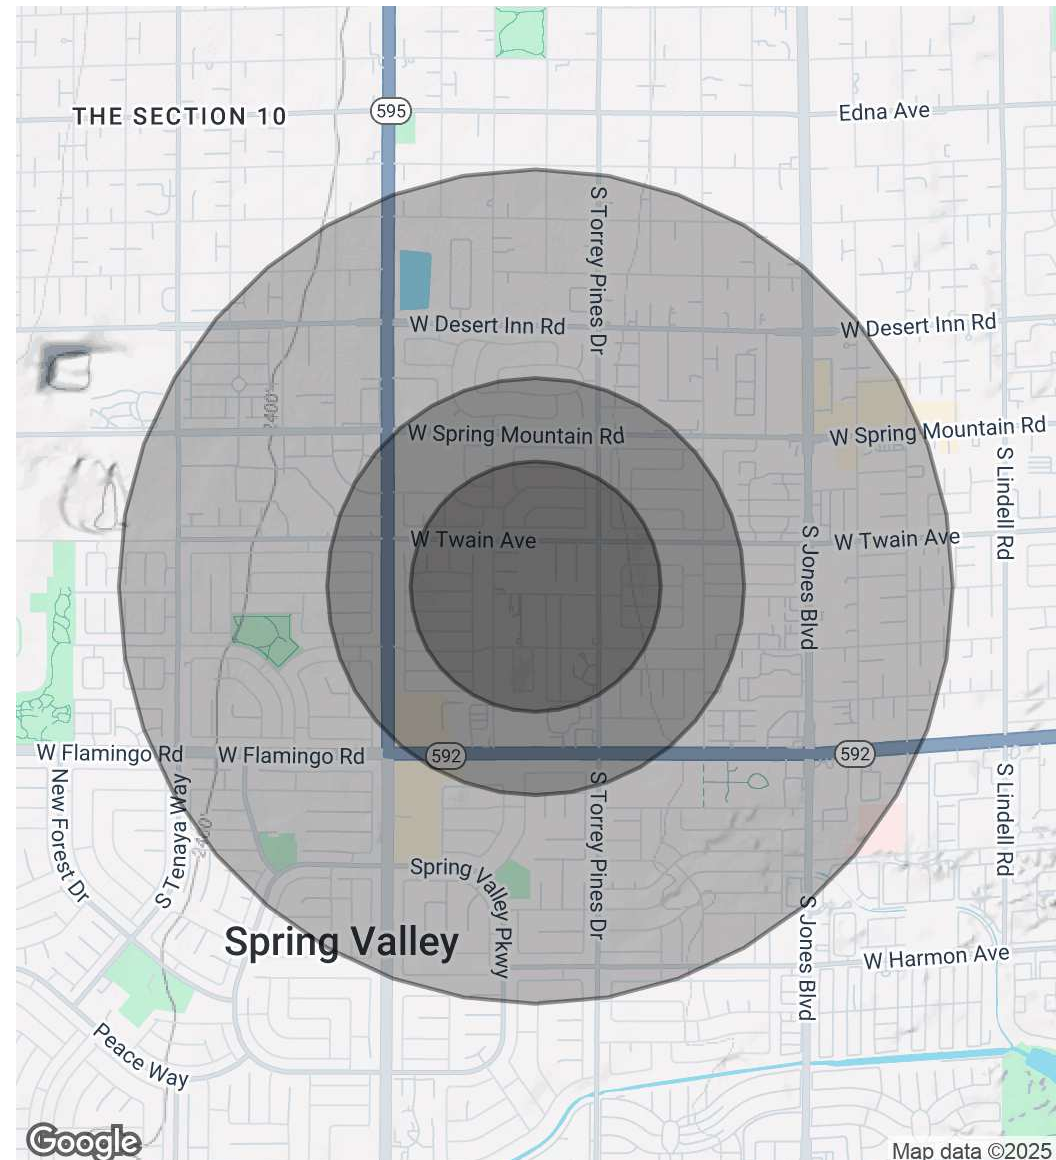 THE SECTION 10
595
Edna Ave
S Torrey Pines Dr
W Desert Inn Rd
W Desert Inn Rd
2400'
W Spring Mountain Rd
W Spring Mountain Rd
S Lindell Rd
W Twain Ave
S Jones Blvd
W Twain Ave
W Flamingo Rd
W Flamingo Rd
592
592
New Forest Dr
S Tenaya Way
2400'
S Torrey Pines Dr
S Lindell Rd
Spring Valley Pkwy
Spring Valley
S Jones Blvd
W Harmon Ave
Peace Way
Google
Map data ©2025